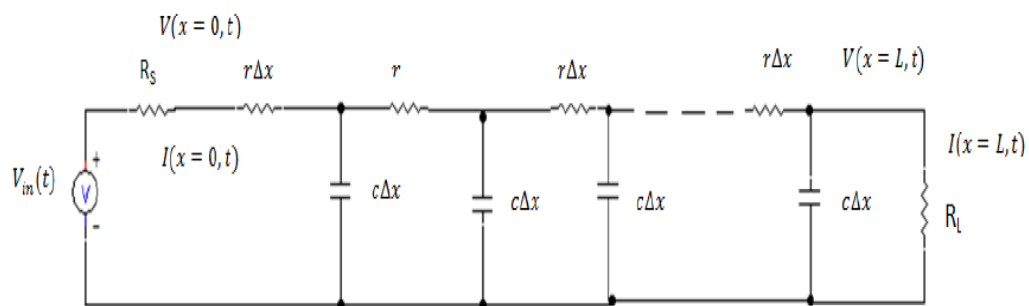 V(x = 0, t)
R_S
rΔx
r
rΔx
rΔx
V(x = L, t)
I(x = 0, t)
I(x = L, t)
V_in(t)
+
V
-
cΔx
cΔx
cΔx
cΔx
R_L